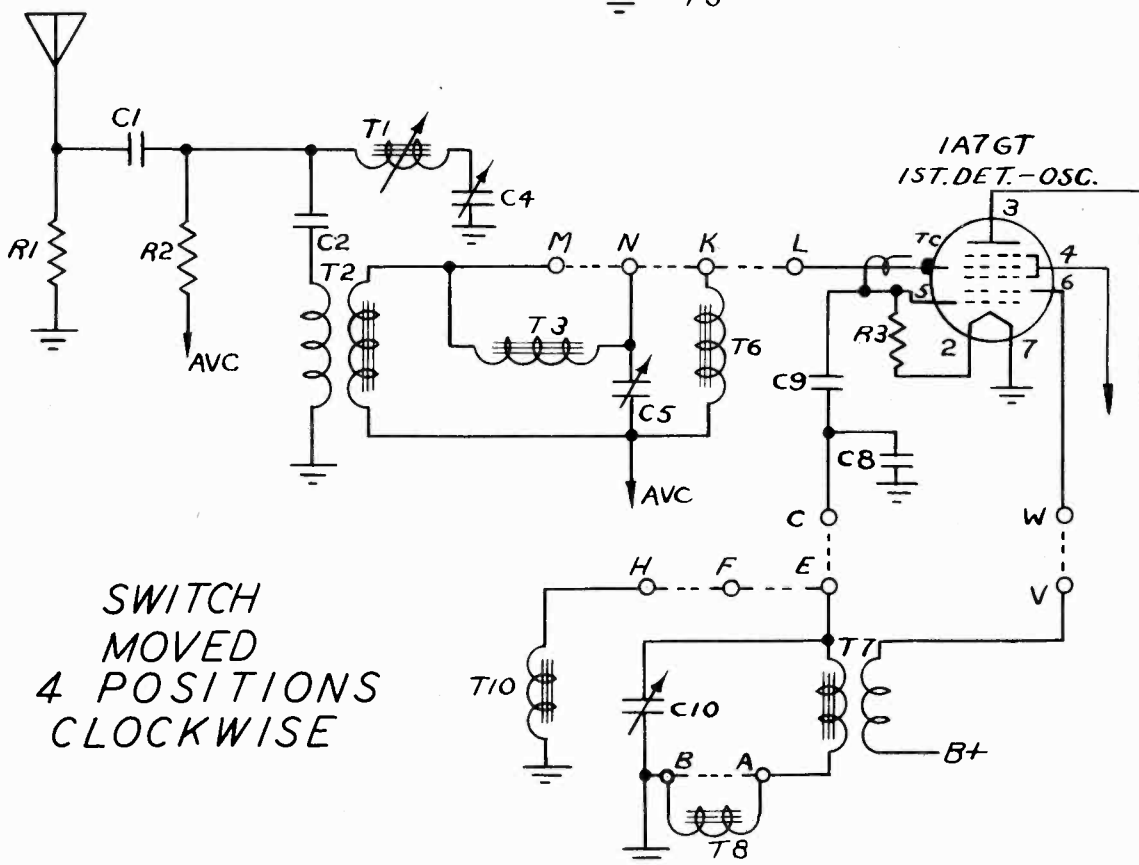 C1
T1
1A7GT
1ST. DET.-OSC.
3
C4
R1
R2
C2
M
N
K
L
TC
4
T2
5
6
T3
T6
R3
2
7
C9
AVC
C5
C8
AVC
C
W
H
F
E
V
SWITCH
MOVED
4 POSITIONS
CLOCKWISE
T7
T10
C10
B
A
B+
T8